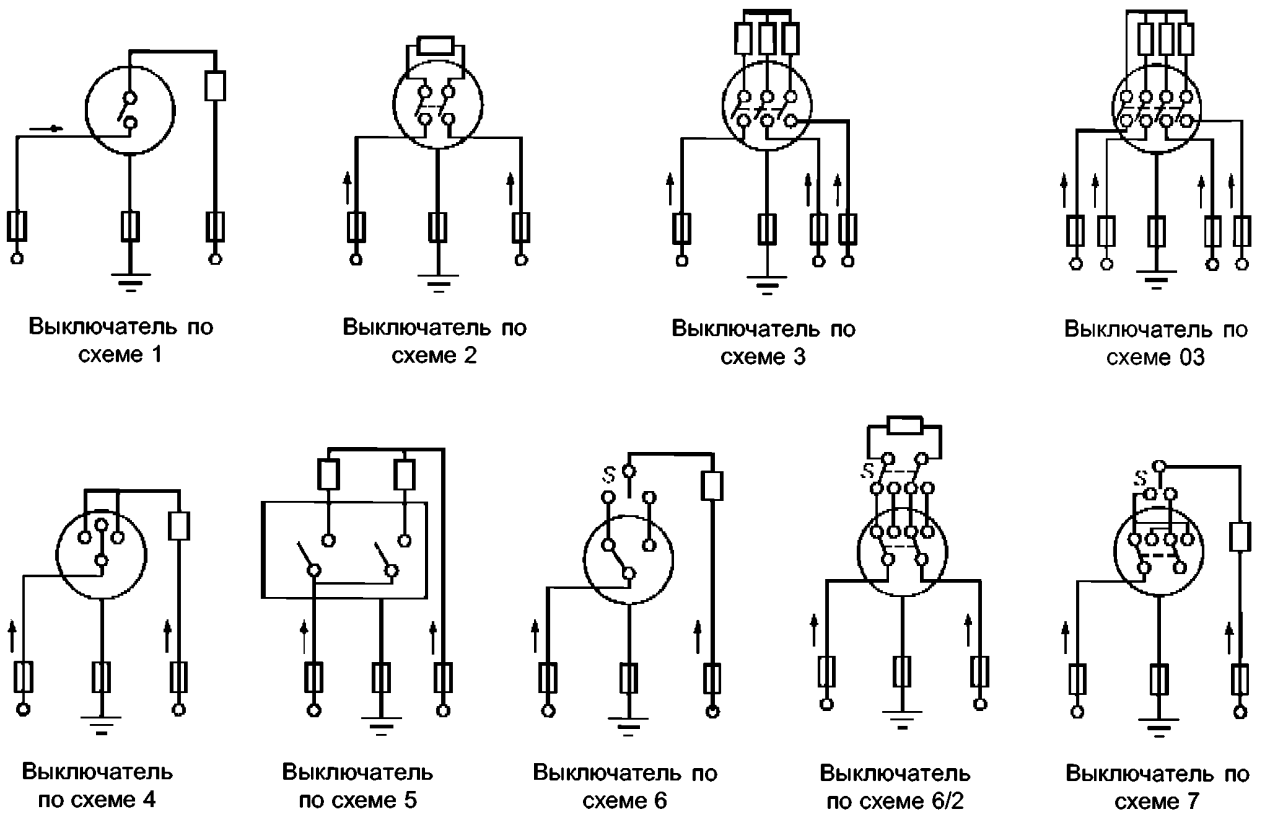 Выключатель по
схеме 1
Выключатель по
схеме 2
Выключатель по
схеме 3
Выключатель по
схеме 03
S
S
S
Выключатель
по схеме 4
Выключатель
по схеме 5
Выключатель по
схеме 6
Выключатель
по схеме 6/2
Выключатель по
схеме 7